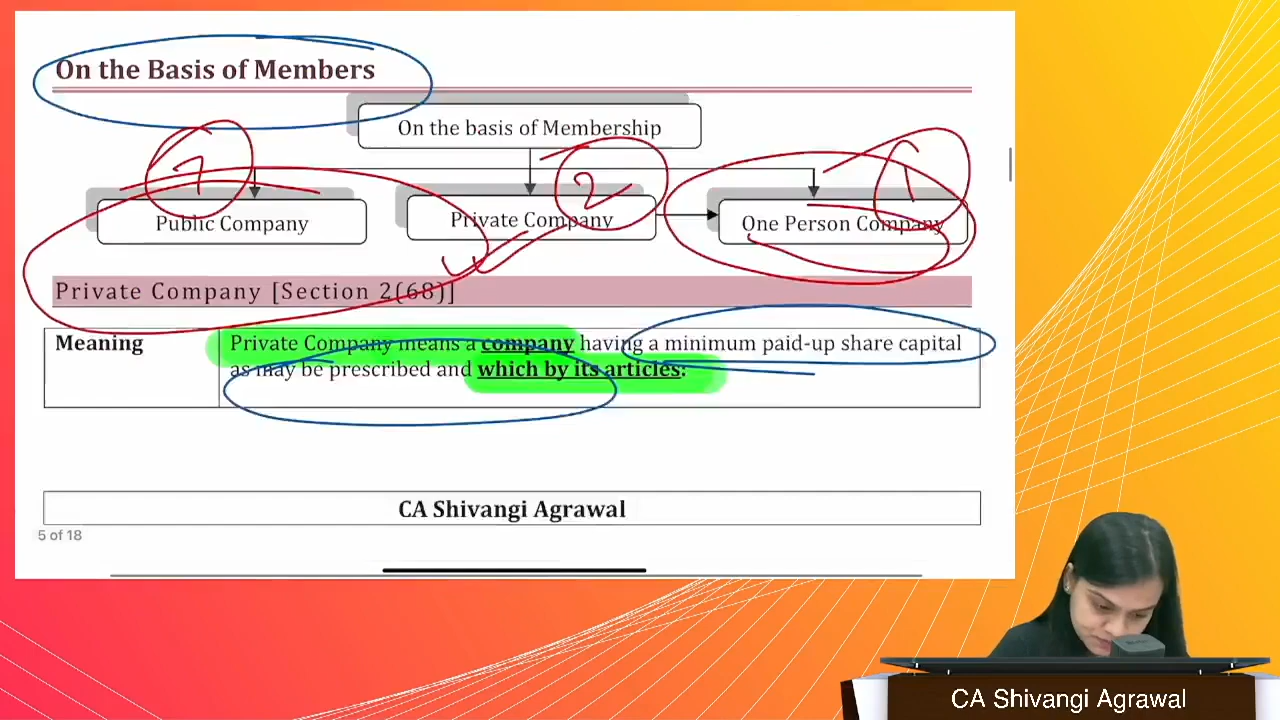 On the Basis of Members
On the basis of Membership
7
2
1
Public Company
Private Company
One Person Company
Private Company [Section 2(68)]
Meaning
Private Company means a company having a minimum paid-up share capital
as may be prescribed and which by its articles:
CA Shivangi Agrawal
5 of 18
CA Shivangi Agrawal